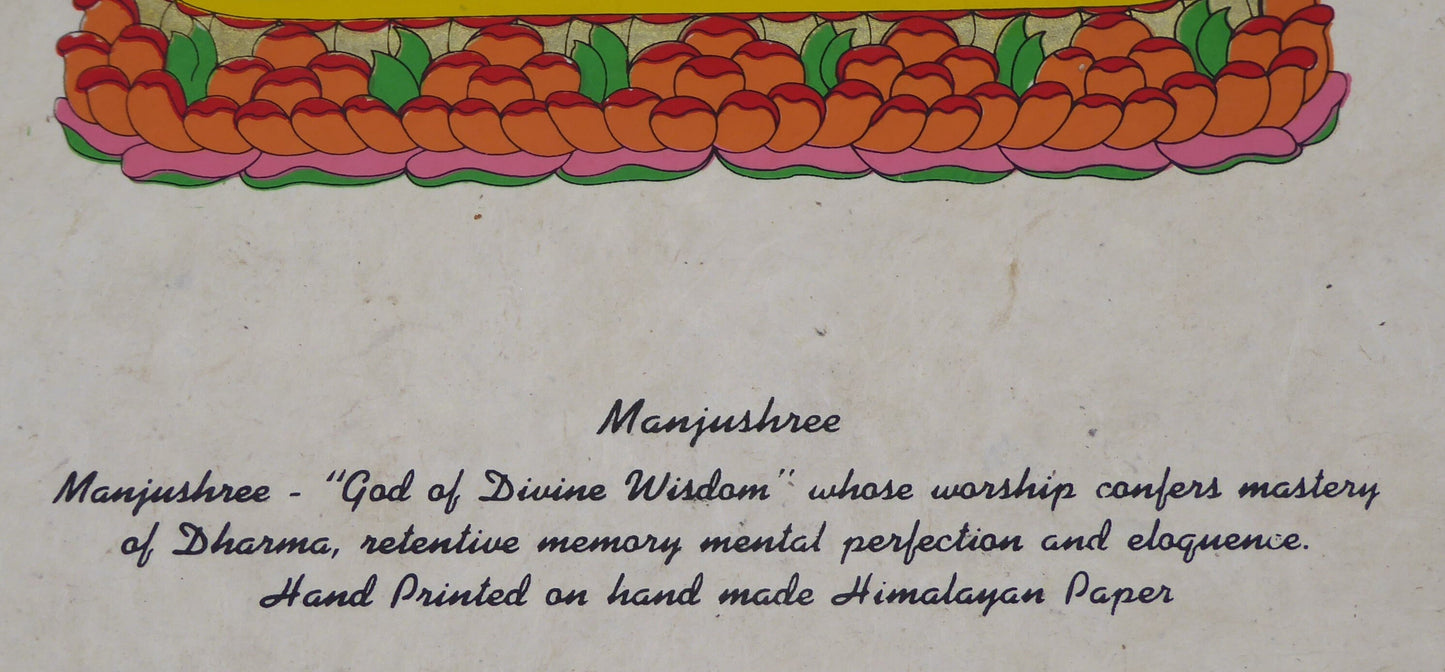 Manjushree
Manjushree - "God of Divine Wisdom" whose worship confers mastery
of Dharma, retentive memory mental perfection and eloquence.
Hand Printed on hand made Himalayan Paper